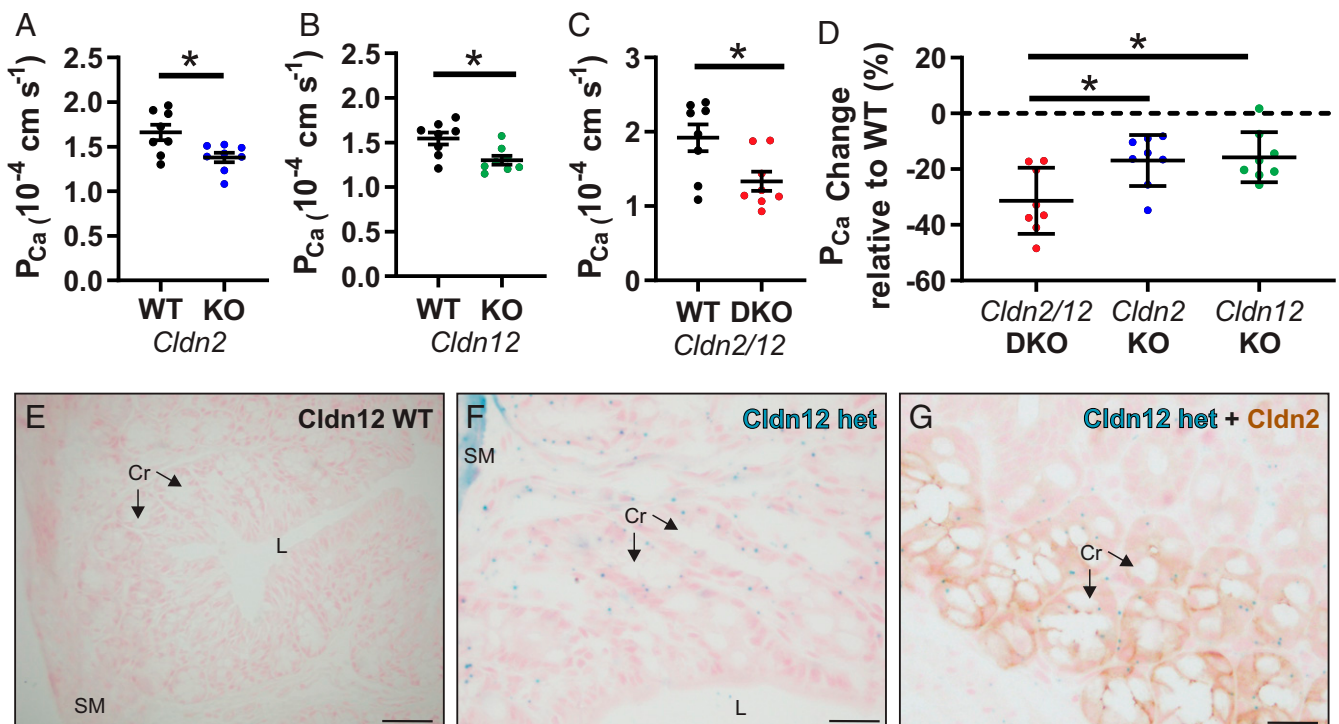 A
P_Ca (10⁻⁴ cm s⁻¹)
2.5
2.0
1.5
1.0
0.5
0.0
*
WT KO
Cldn2
B
P_Ca (10⁻⁴ cm s⁻¹)
2.5
2.0
1.5
1.0
0.5
0.0
*
WT KO
Cldn12
C
P_Ca (10⁻⁴ cm s⁻¹)
3
2
1
0
*
WT DKO
Cldn2/12
D
P_Ca Change
relative to WT (%)
20
0
-20
-40
-60
*
*
Cldn2/12 Cldn2 Cldn12
DKO KO KO
E
Cldn12 WT
Cr
L
SM
F
Cldn12 het
SM
Cr
L
G
Cldn12 het + Cldn2
Cr